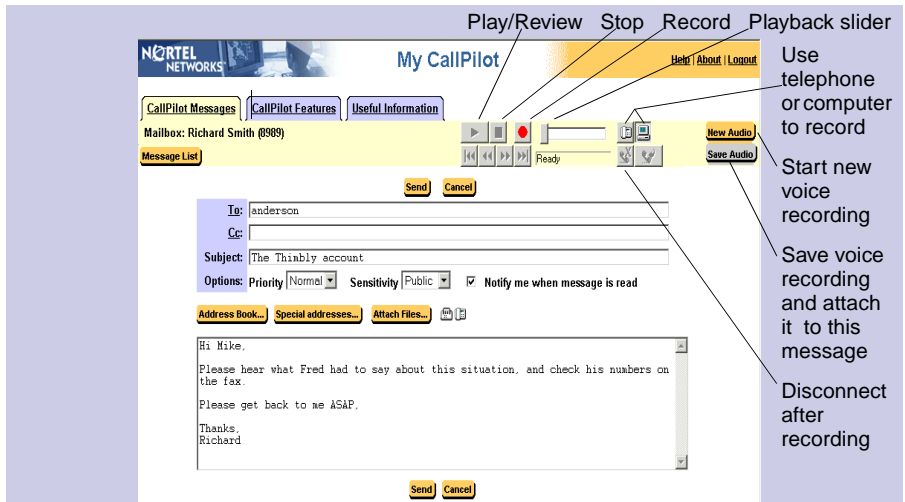 Play/Review Stop Record Playback slider
NORTEL
NETWORKS
My CallPilot
Help | About | Logout
Use
telephone
or computer
to record
CallPilot Messages CallPilot Features Useful Information
Mailbox: Richard Smith (8989)
New Audio
Message List
Ready
Save Audio
Start new
voice
recording
Send Cancel
To: anderson
Cc:
Subject: The Thimbly account
Options: Priority Normal Sensitivity Public Notify me when message is read
Save voice
recording
and attach
it to this
message
Address Book... Special addresses... Attach Files...
Hi Mike,
Please hear what Fred had to say about this situation, and check his numbers on
the fax.
Please get back to me ASAP,
Thanks,
Richard
Disconnect
after
recording
Send Cancel